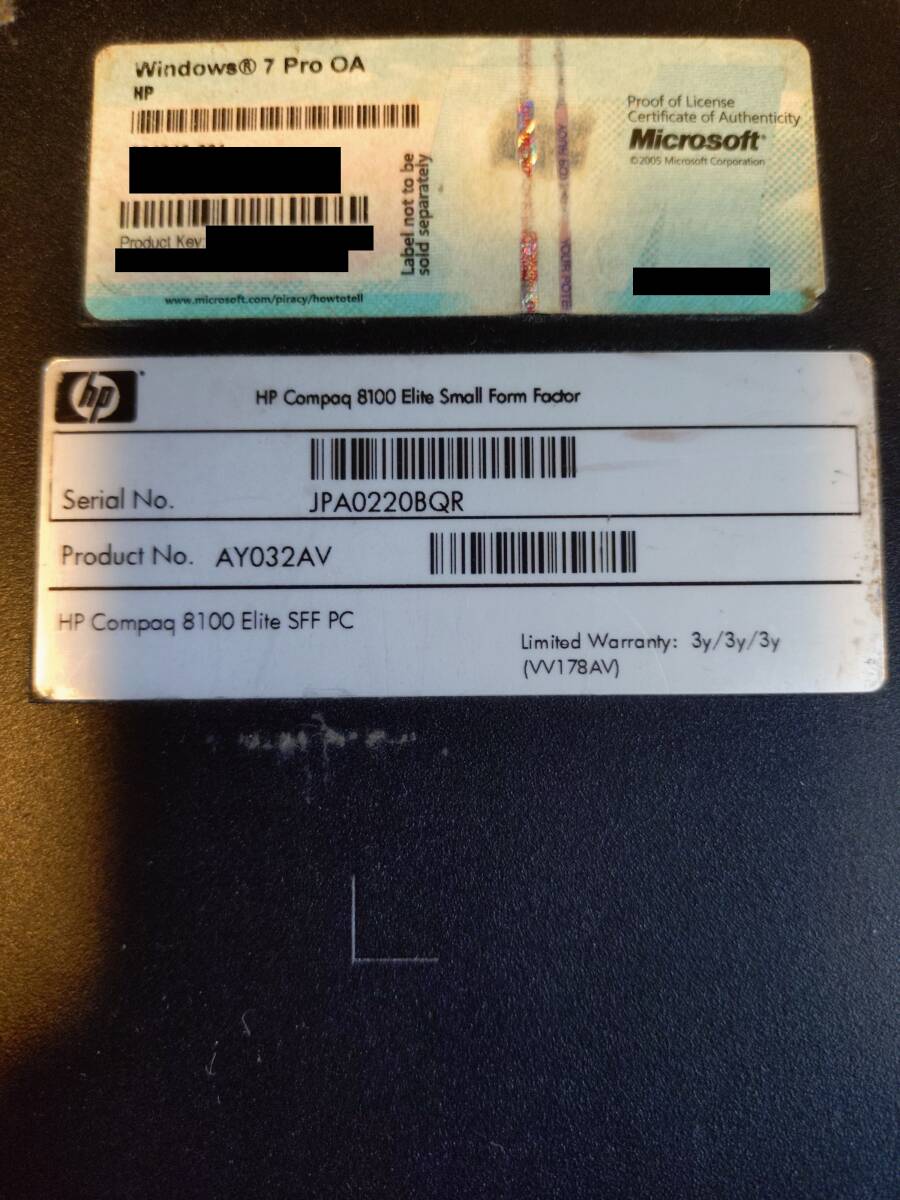 Windows® 7 Pro OA
HP
Product Key:
www.microsoft.com/piracy/howtotell
Label not to be
sold separately
Proof of License
Certificate of Authenticity
Microsoft®
©2005 Microsoft Corporation
hp
HP Compaq 8100 Elite Small Form Factor
Serial No.
JPA0220BQR
Product No. AY032AV
HP Compaq 8100 Elite SFF PC
Limited Warranty: 3y/3y/3y
(VV178AV)